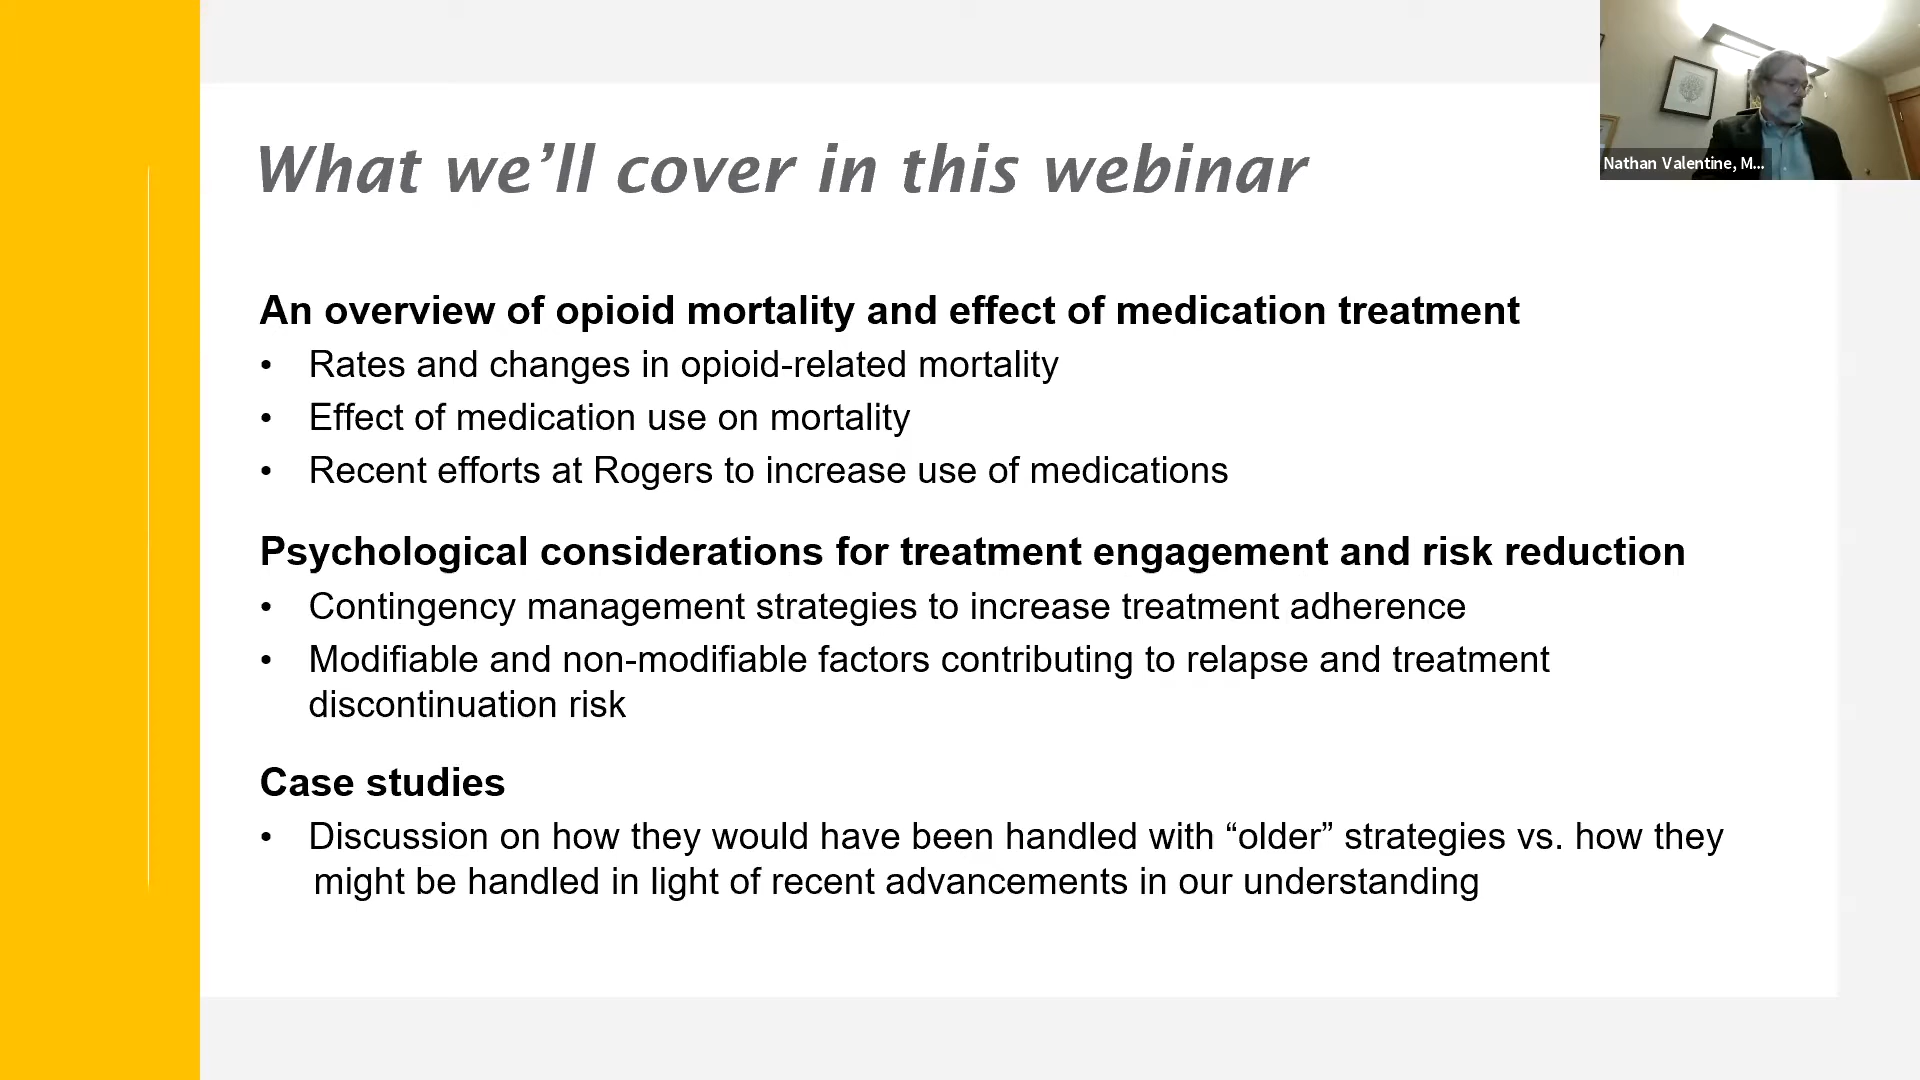 What we’ll cover in this webinar
Nathan Valentine, M...
An overview of opioid mortality and effect of medication treatment
• Rates and changes in opioid-related mortality
• Effect of medication use on mortality
• Recent efforts at Rogers to increase use of medications
Psychological considerations for treatment engagement and risk reduction
• Contingency management strategies to increase treatment adherence
• Modifiable and non-modifiable factors contributing to relapse and treatment
discontinuation risk
Case studies
• Discussion on how they would have been handled with “older” strategies vs. how they
might be handled in light of recent advancements in our understanding